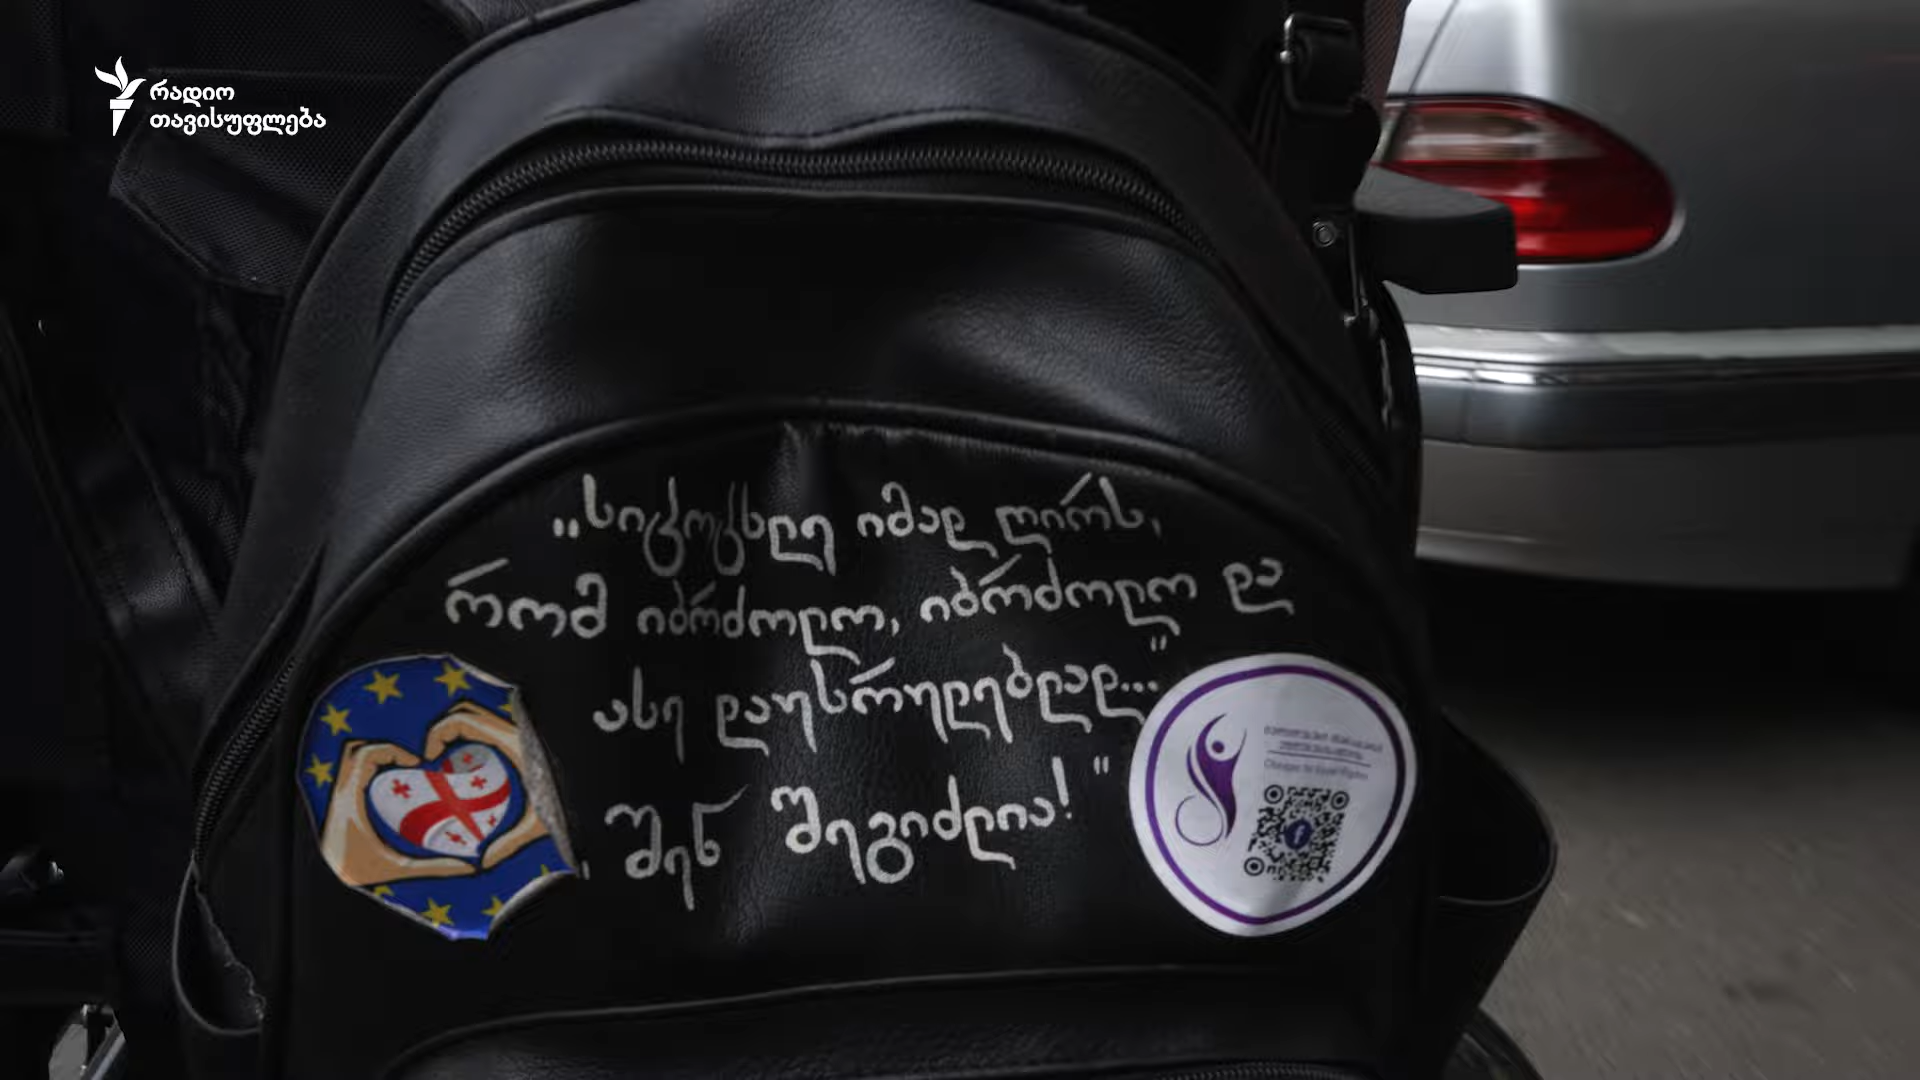 რადიო
თავისუფლება
„სიცოცხლე იმად ღირს,
რომ იბრძოლო, იბრძოლო და
ასე დაუსრულებლად..."
„შენ შეგიძლია!"